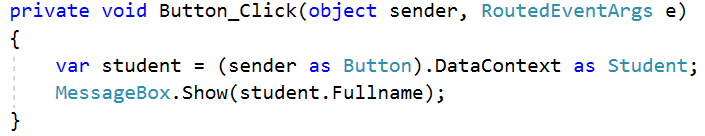 private void Button_Click(object sender, RoutedEventArgs e)
{
    var student = (sender as Button).DataContext as Student;
    MessageBox.Show(student.Fullname);
}